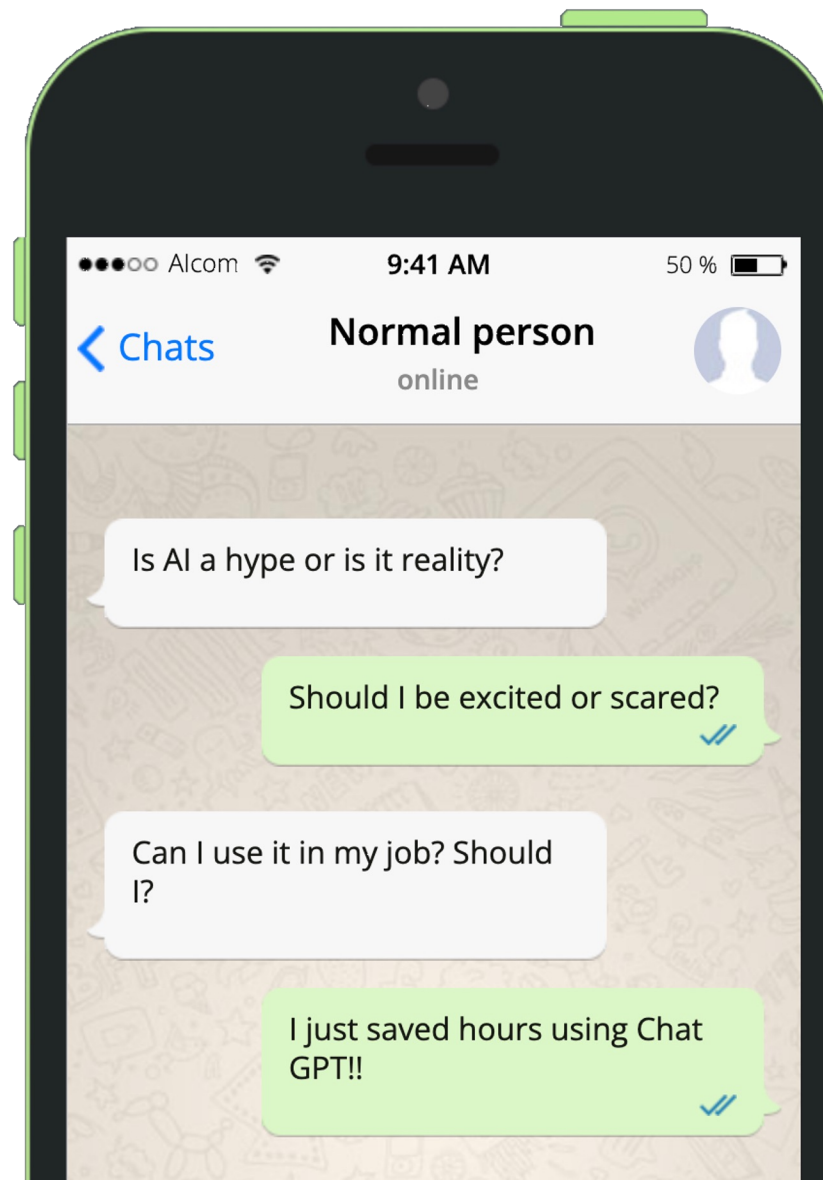 Alcom 9:41 AM 50 %
Chats Normal person
online
Is AI a hype or is it reality?
Should I be excited or scared?
Can I use it in my job? Should
I?
I just saved hours using Chat
GPT!!
Whatsapp